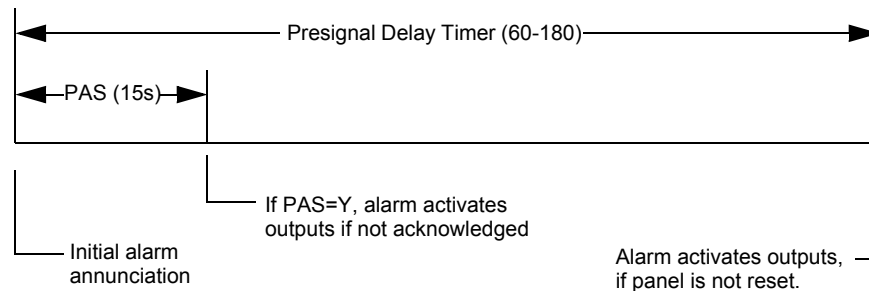 Presignal Delay Timer (60-180)
PAS (15s)
If PAS=Y, alarm activates
outputs if not acknowledged
Initial alarm
annunciation
Alarm activates outputs,
if panel is not reset.